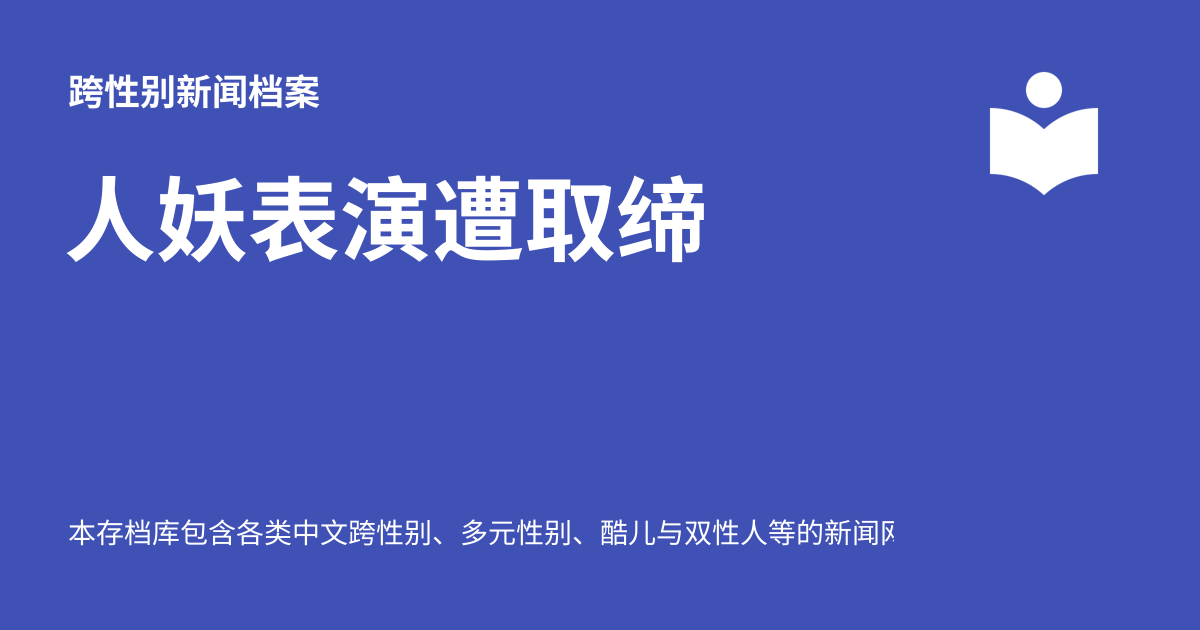 跨性别新闻档案
人妖表演遭取缔
本存档库包含各类中文跨性别、多元性别、酷儿与双性人等的新闻